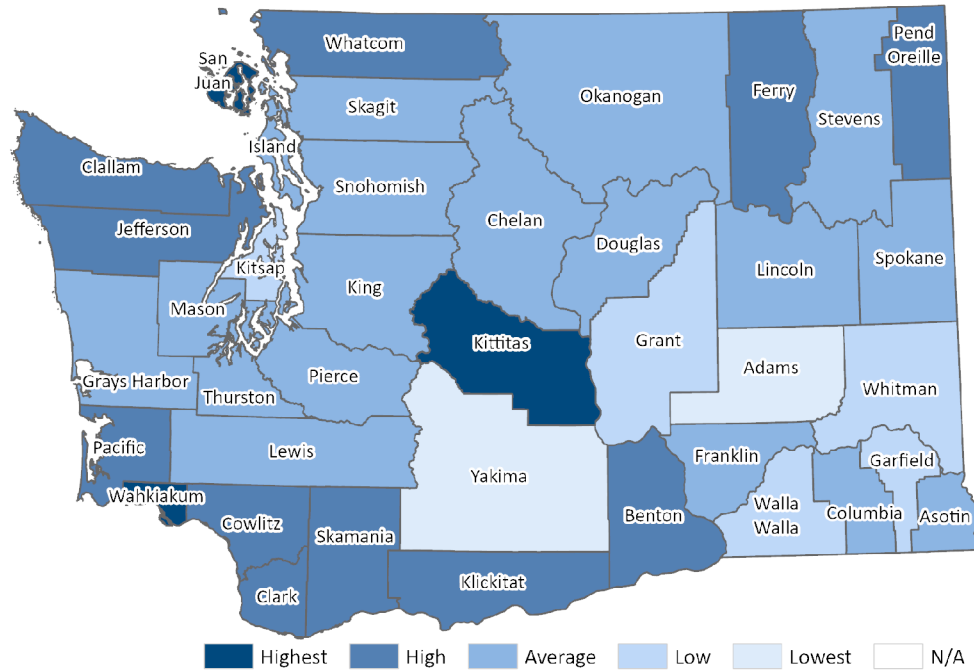 Whatcom
Pend
Oreille
San
Juan
Skagit
Okanogan
Ferry
Stevens
Island
Clallam
Snohomish
Chelan
Jefferson
Douglas
Kitsap
King
Lincoln
Spokane
Mason
Kittitas
Grant
Adams
Grays Harbor
Thurston
Pierce
Whitman
Pacific
Lewis
Franklin
Garfield
Yakima
Wahkiakum
Cowlitz
Skamania
Benton
Walla
Walla
Columbia
Asotin
Clark
Klickitat
Highest
High
Average
Low
Lowest
N/A